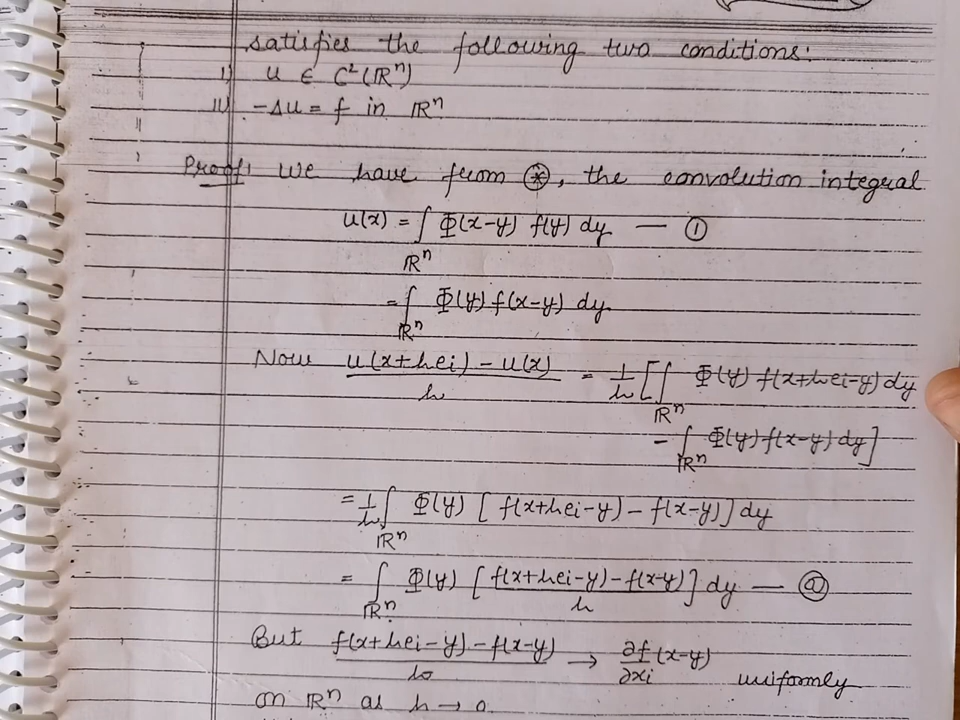 satisfies the following two conditions:
i) u ∈ C²(ℝⁿ)
ii) -Δu = f in ℝⁿ
Proof: We have from ⊛, the convolution integral
u(x) = ∫_{ℝⁿ} Φ(x-y) f(y) dy — ①
= ∫_{ℝⁿ} Φ(y) f(x-y) dy
Now (u(x+hei) - u(x))/h = 1/h [∫_{ℝⁿ} Φ(y) f(x+hei-y) dy
- ∫_{ℝⁿ} Φ(y) f(x-y) dy]
= 1/h ∫_{ℝⁿ} Φ(y) [f(x+hei-y) - f(x-y)] dy
= ∫_{ℝⁿ} Φ(y) [(f(x+hei-y) - f(x-y))/h] dy — ⓐ
But (f(x+hei-y) - f(x-y))/h → ∂f/∂xi (x-y) uniformly
on ℝⁿ as h → 0